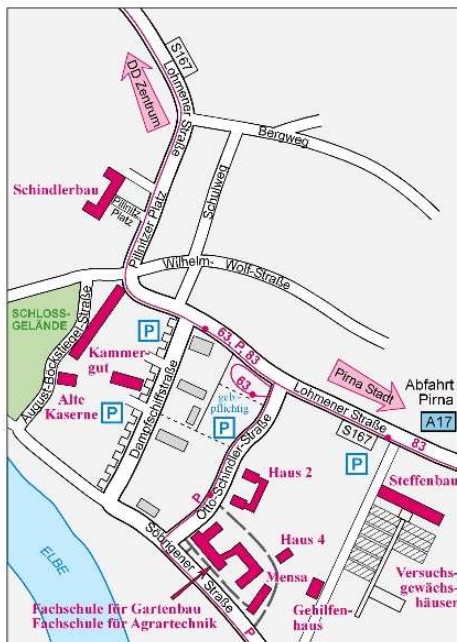 S167
Lohmener Straße
DD Zentrum
Bergweg
Schulweg
Schindlerbau
Pillnitz.
Platz
Pillnitzer Platz
Wilhelm-Wolf-Straße
SCHLOSS-
GELÄNDE
August-Böckstiegel-Straße
P
63, P, 83
Kammer-
gut
Pirna Stadt
Abfahrt
Pirna
A17
63
Alte
Kaserne
P
Dampfschiffstraße
geb.
pflichtig
P
Lohmener Straße
S167
83
P
Otto-Schindler-Straße
Haus 2
Steffenbau
P
Söbrigener Straße
Haus 4
ELBE
Mensa
Versuchs-
gewächs-
häuser
Gehilfen-
haus
Fachschule für Gartenbau
Fachschule für Agrartechnik
P